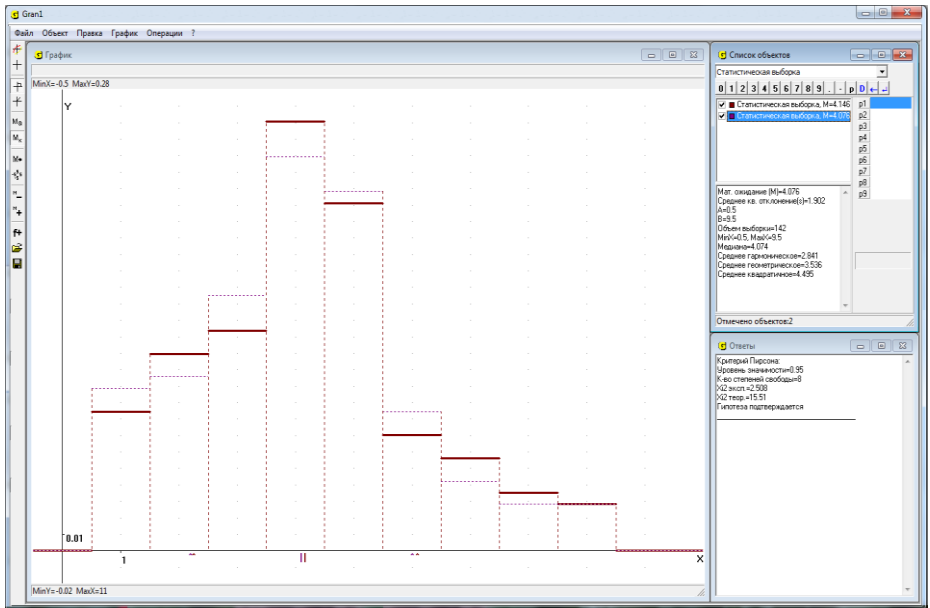 Gran1
Файл Объект Правка График Операции ?
График
MinX=-0.5 MaxY=0.28
Y
0.01
1
X
MinY=-0.02 MaxX=11
Список объектов
Статистическая выборка
0 1 2 3 4 5 6 7 8 9 . - p D ← ↵
Статистическая выборка, M=4.146
Статистическая выборка, M=4.076
p1
p2
p3
p4
p5
p6
p7
p8
p9
Мат. ожидание (M)=4.076
Среднее кв. отклонение(s)=1.902
A=0.5
B=9.5
Объем выборки=142
MinX=0.5, MaxX=9.5
Медиана=4.074
Среднее гармоническое=2.841
Среднее геометрическое=3.536
Среднее квадратичное=4.495
Отмечено объектов:2
Ответы
Критерий Пирсона:
Уровень значимости=0.95
К-во степеней свободы=8
Xi2 эксп.=2.508
Xi2 теор.=15.51
Гипотеза подтверждается